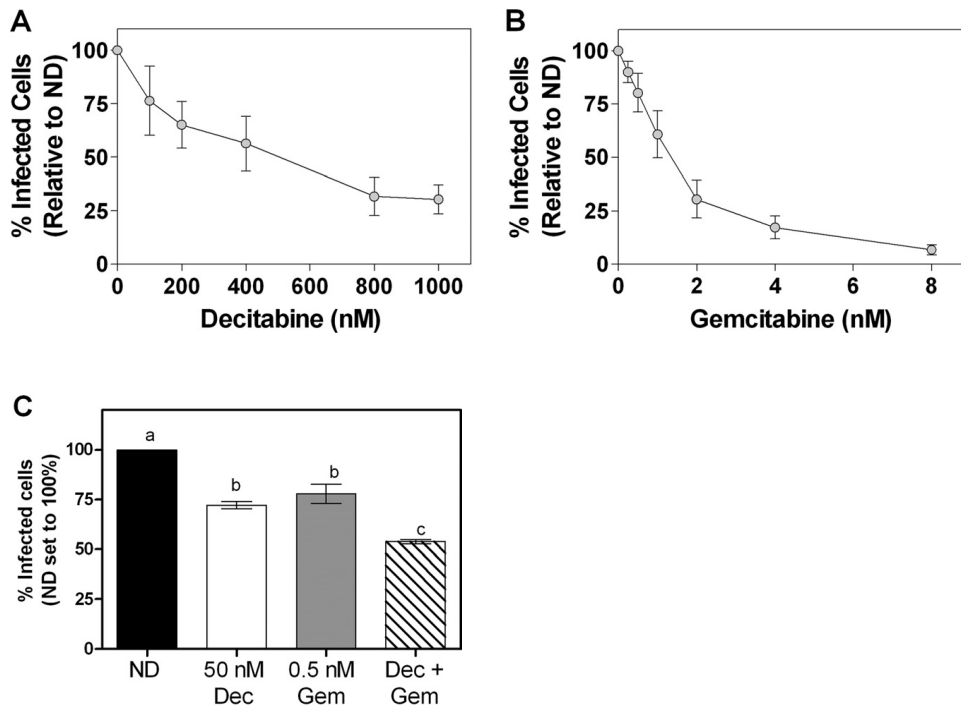 A
% Infected Cells
(Relative to ND)
100
75
50
25
0
0 200 400 600 800 1000
Decitabine (nM)
B
% Infected Cells
(Relative to ND)
100
75
50
25
0
0 2 4 6 8
Gemcitabine (nM)
C
% Infected cells
(ND set to 100%)
100
75
50
25
0
a
b
b
c
ND
50 nM
Dec
0.5 nM
Gem
Dec +
Gem